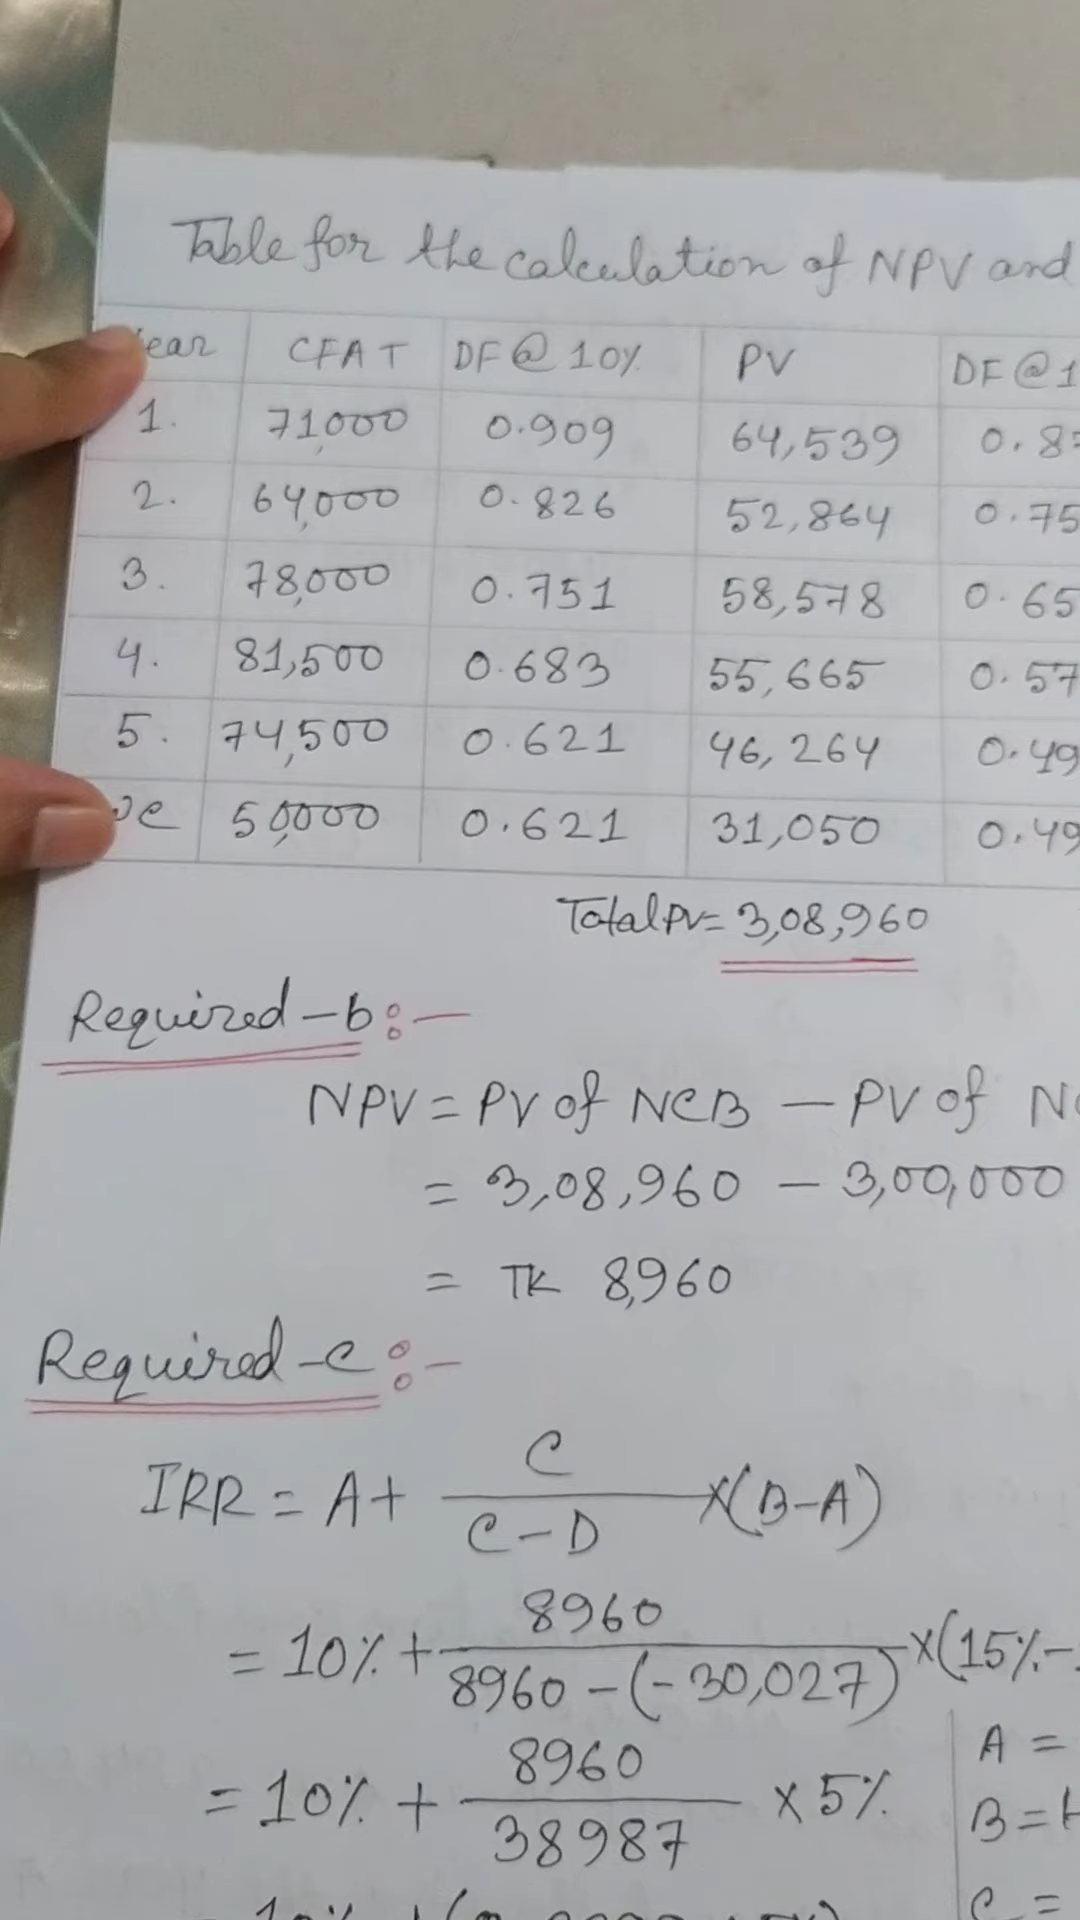 Table for the calculation of NPV and
ear CFAT DF@10% PV DF@1
1. 71,000 0.909 64,539 0.8
2. 64,000 0.826 52,864 0.75
3. 78,000 0.751 58,578 0.65
4. 81,500 0.683 55,665 0.57
5. 74,500 0.621 46,264 0.49
50,000 0.621 31,050 0.49
Total PV= 3,08,960
Required-b:-
NPV = PV of NCB - PV of NC
= 3,08,960 - 3,00,000
= TK 8,960
Required-c:-
IRR = A + C / C-D ×(B-A)
= 10% + 8960 / 8960-(-30,027) ×(15%-
= 10% + 8960 / 38987 × 5%
A =
B =
C =